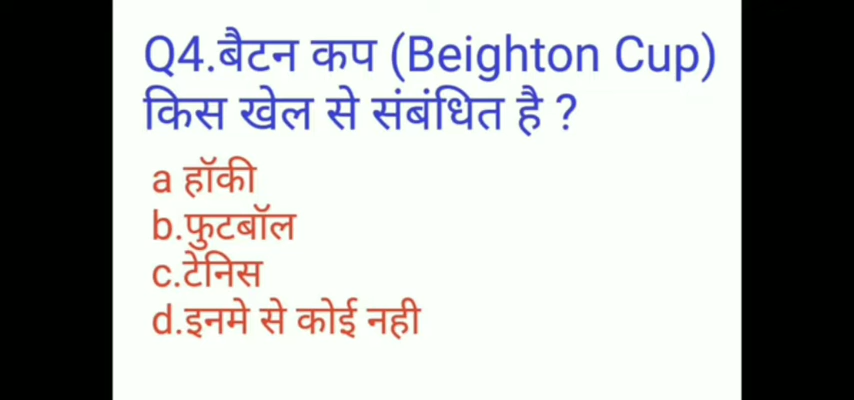 Q4.बैटन कप (Beighton Cup)
किस खेल से संबंधित है ?
a हॉकी
b.फुटबॉल
c.टेनिस
d.इनमे से कोई नही